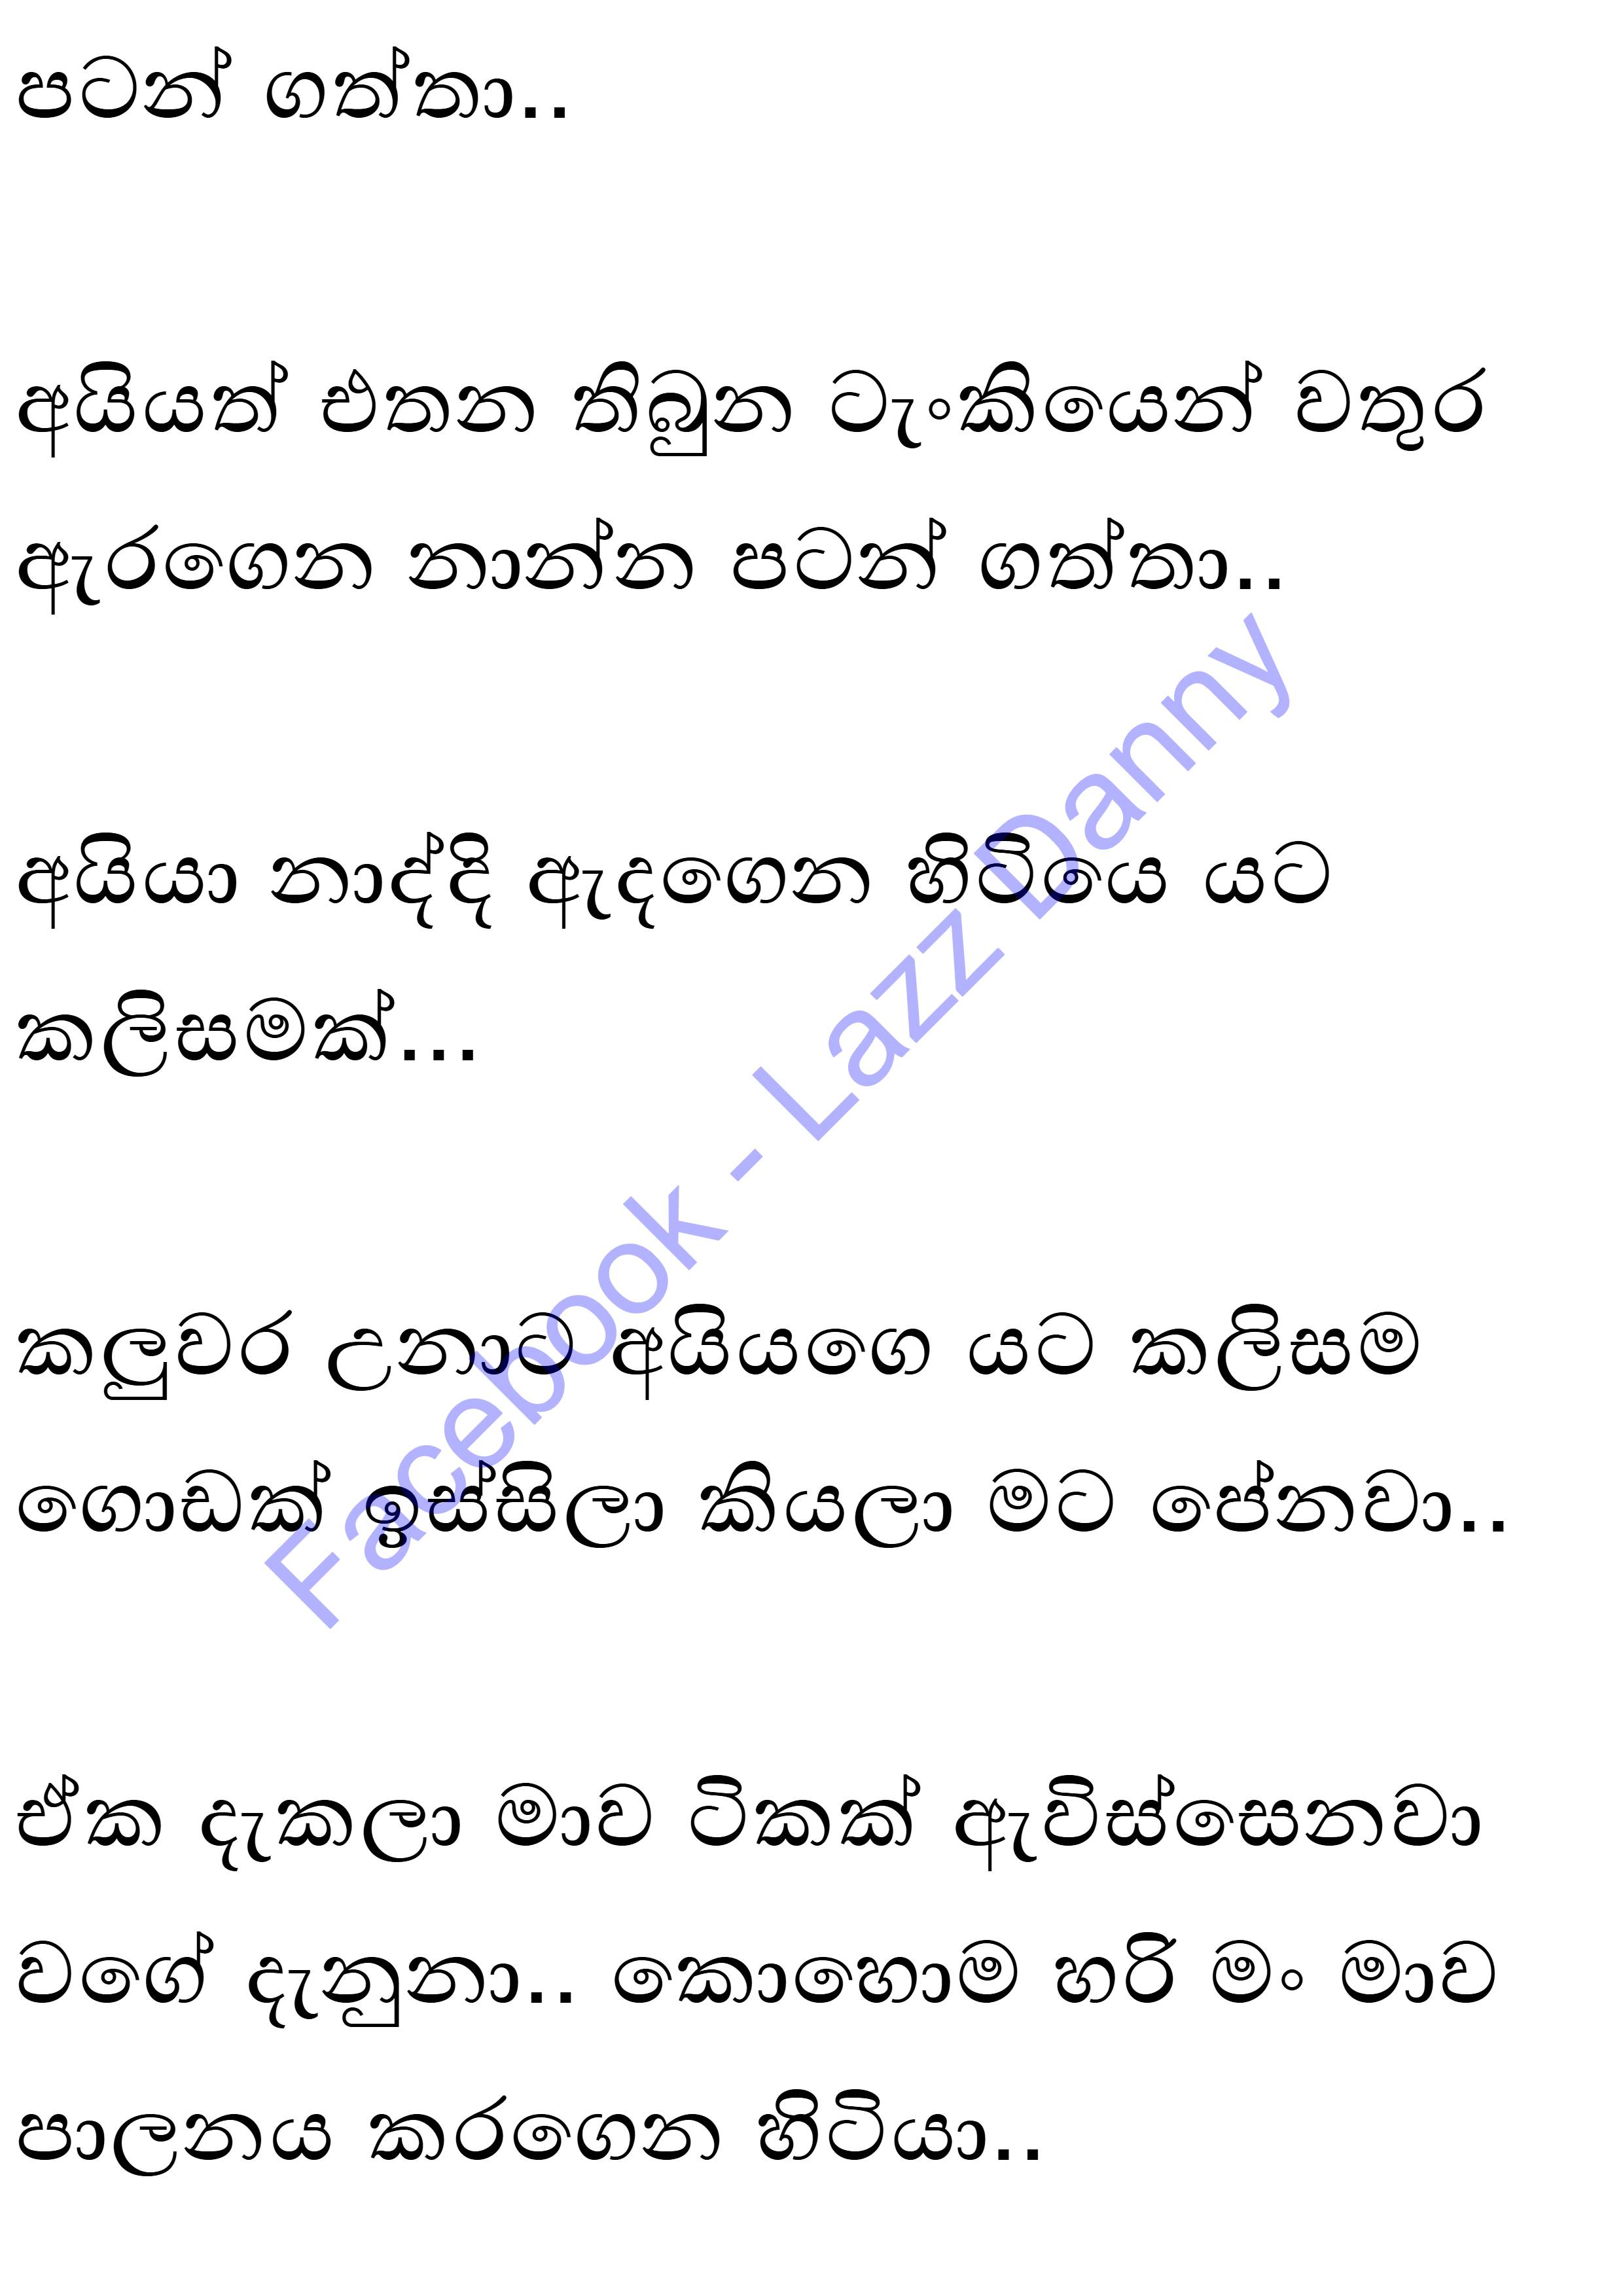 පටන් ගත්තා..
අයියත් එතන තිබුන ටැංකියෙන් වතුර
ඇරගෙන නාන්න පටන් ගත්තා..
අයියා නාද්දි ඇදගෙන හිට්යෙ යට
කලිසමක්...
කලුවර උනාට අයියගෙ යට කලිසම
ගොඩක් ඉස්සිලා කියලා මට පේනවා..
ඒක දැකලා මාව ටිකක් ඇවිස්සෙනවා
වගේ දැනුනා.. කොහොම හරි මං මාව
පාලනය කරගෙන හිටියා..
Facebook - Lazz Danny